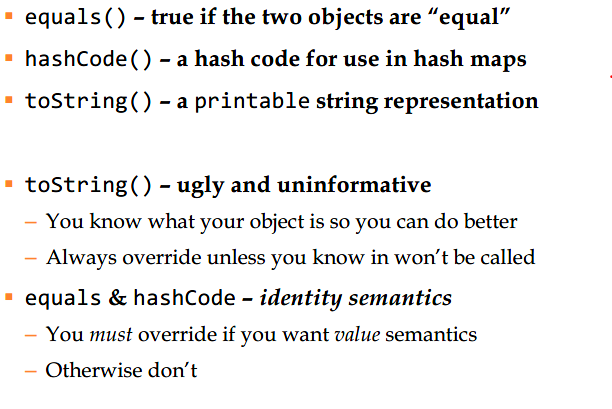 ▪ equals() – true if the two objects are “equal”
▪ hashCode() – a hash code for use in hash maps
▪ toString() – a printable string representation
▪ toString() – ugly and uninformative
– You know what your object is so you can do better
– Always override unless you know in won’t be called
▪ equals & hashCode – identity semantics
– You must override if you want value semantics
– Otherwise don’t